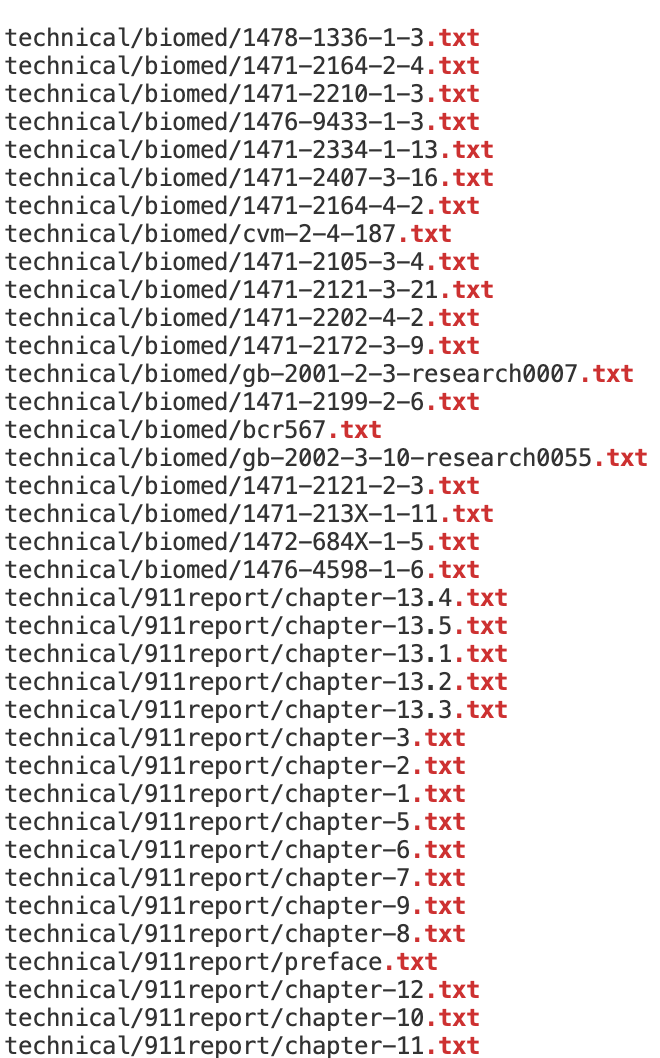 technical/biomed/1478-1336-1-3.txt
technical/biomed/1471-2164-2-4.txt
technical/biomed/1471-2210-1-3.txt
technical/biomed/1476-9433-1-3.txt
technical/biomed/1471-2334-1-13.txt
technical/biomed/1471-2407-3-16.txt
technical/biomed/1471-2164-4-2.txt
technical/biomed/cvm-2-4-187.txt
technical/biomed/1471-2105-3-4.txt
technical/biomed/1471-2121-3-21.txt
technical/biomed/1471-2202-4-2.txt
technical/biomed/1471-2172-3-9.txt
technical/biomed/gb-2001-2-3-research0007.txt
technical/biomed/1471-2199-2-6.txt
technical/biomed/bcr567.txt
technical/biomed/gb-2002-3-10-research0055.txt
technical/biomed/1471-2121-2-3.txt
technical/biomed/1471-213X-1-11.txt
technical/biomed/1472-684X-1-5.txt
technical/biomed/1476-4598-1-6.txt
technical/911report/chapter-13.4.txt
technical/911report/chapter-13.5.txt
technical/911report/chapter-13.1.txt
technical/911report/chapter-13.2.txt
technical/911report/chapter-13.3.txt
technical/911report/chapter-3.txt
technical/911report/chapter-2.txt
technical/911report/chapter-1.txt
technical/911report/chapter-5.txt
technical/911report/chapter-6.txt
technical/911report/chapter-7.txt
technical/911report/chapter-9.txt
technical/911report/chapter-8.txt
technical/911report/preface.txt
technical/911report/chapter-12.txt
technical/911report/chapter-10.txt
technical/911report/chapter-11.txt